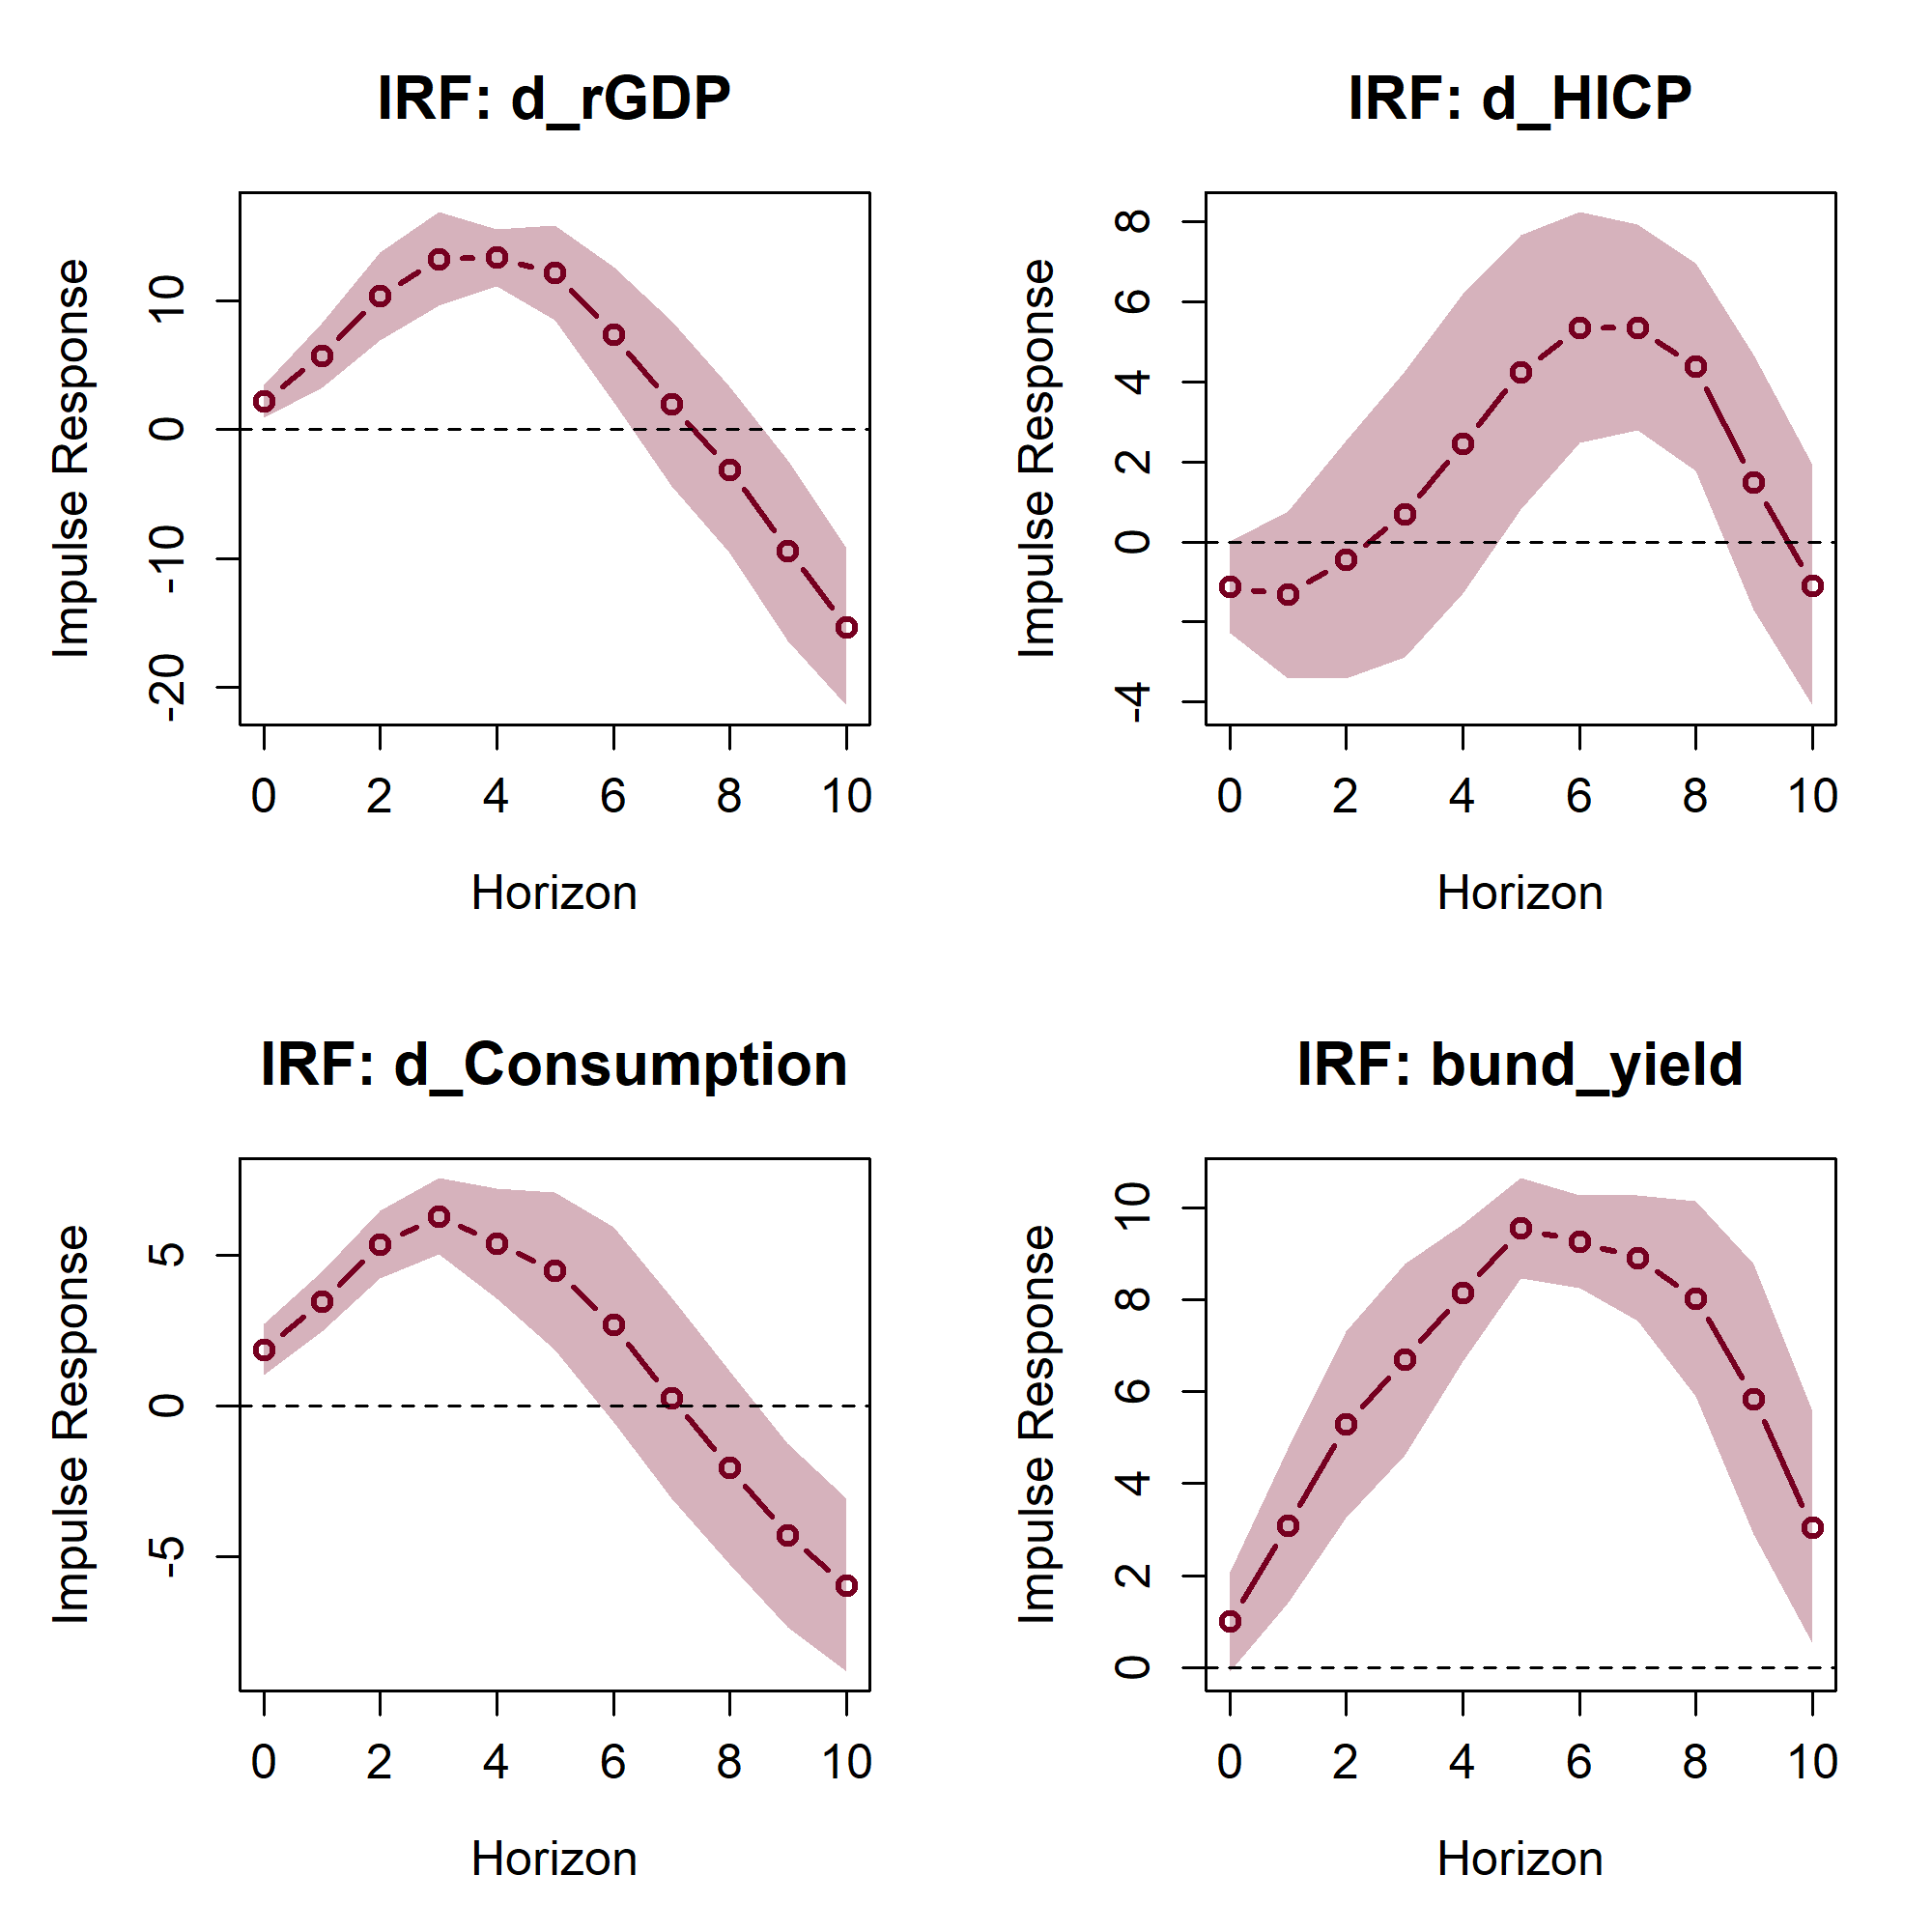 IRF: d_rGDP
Impulse Response
10
0
-10
-20
0 2 4 6 8 10
Horizon
IRF: d_HICP
Impulse Response
8
6
4
2
0
-4
0 2 4 6 8 10
Horizon
IRF: d_Consumption
Impulse Response
5
0
-5
0 2 4 6 8 10
Horizon
IRF: bund_yield
Impulse Response
10
8
6
4
2
0
0 2 4 6 8 10
Horizon